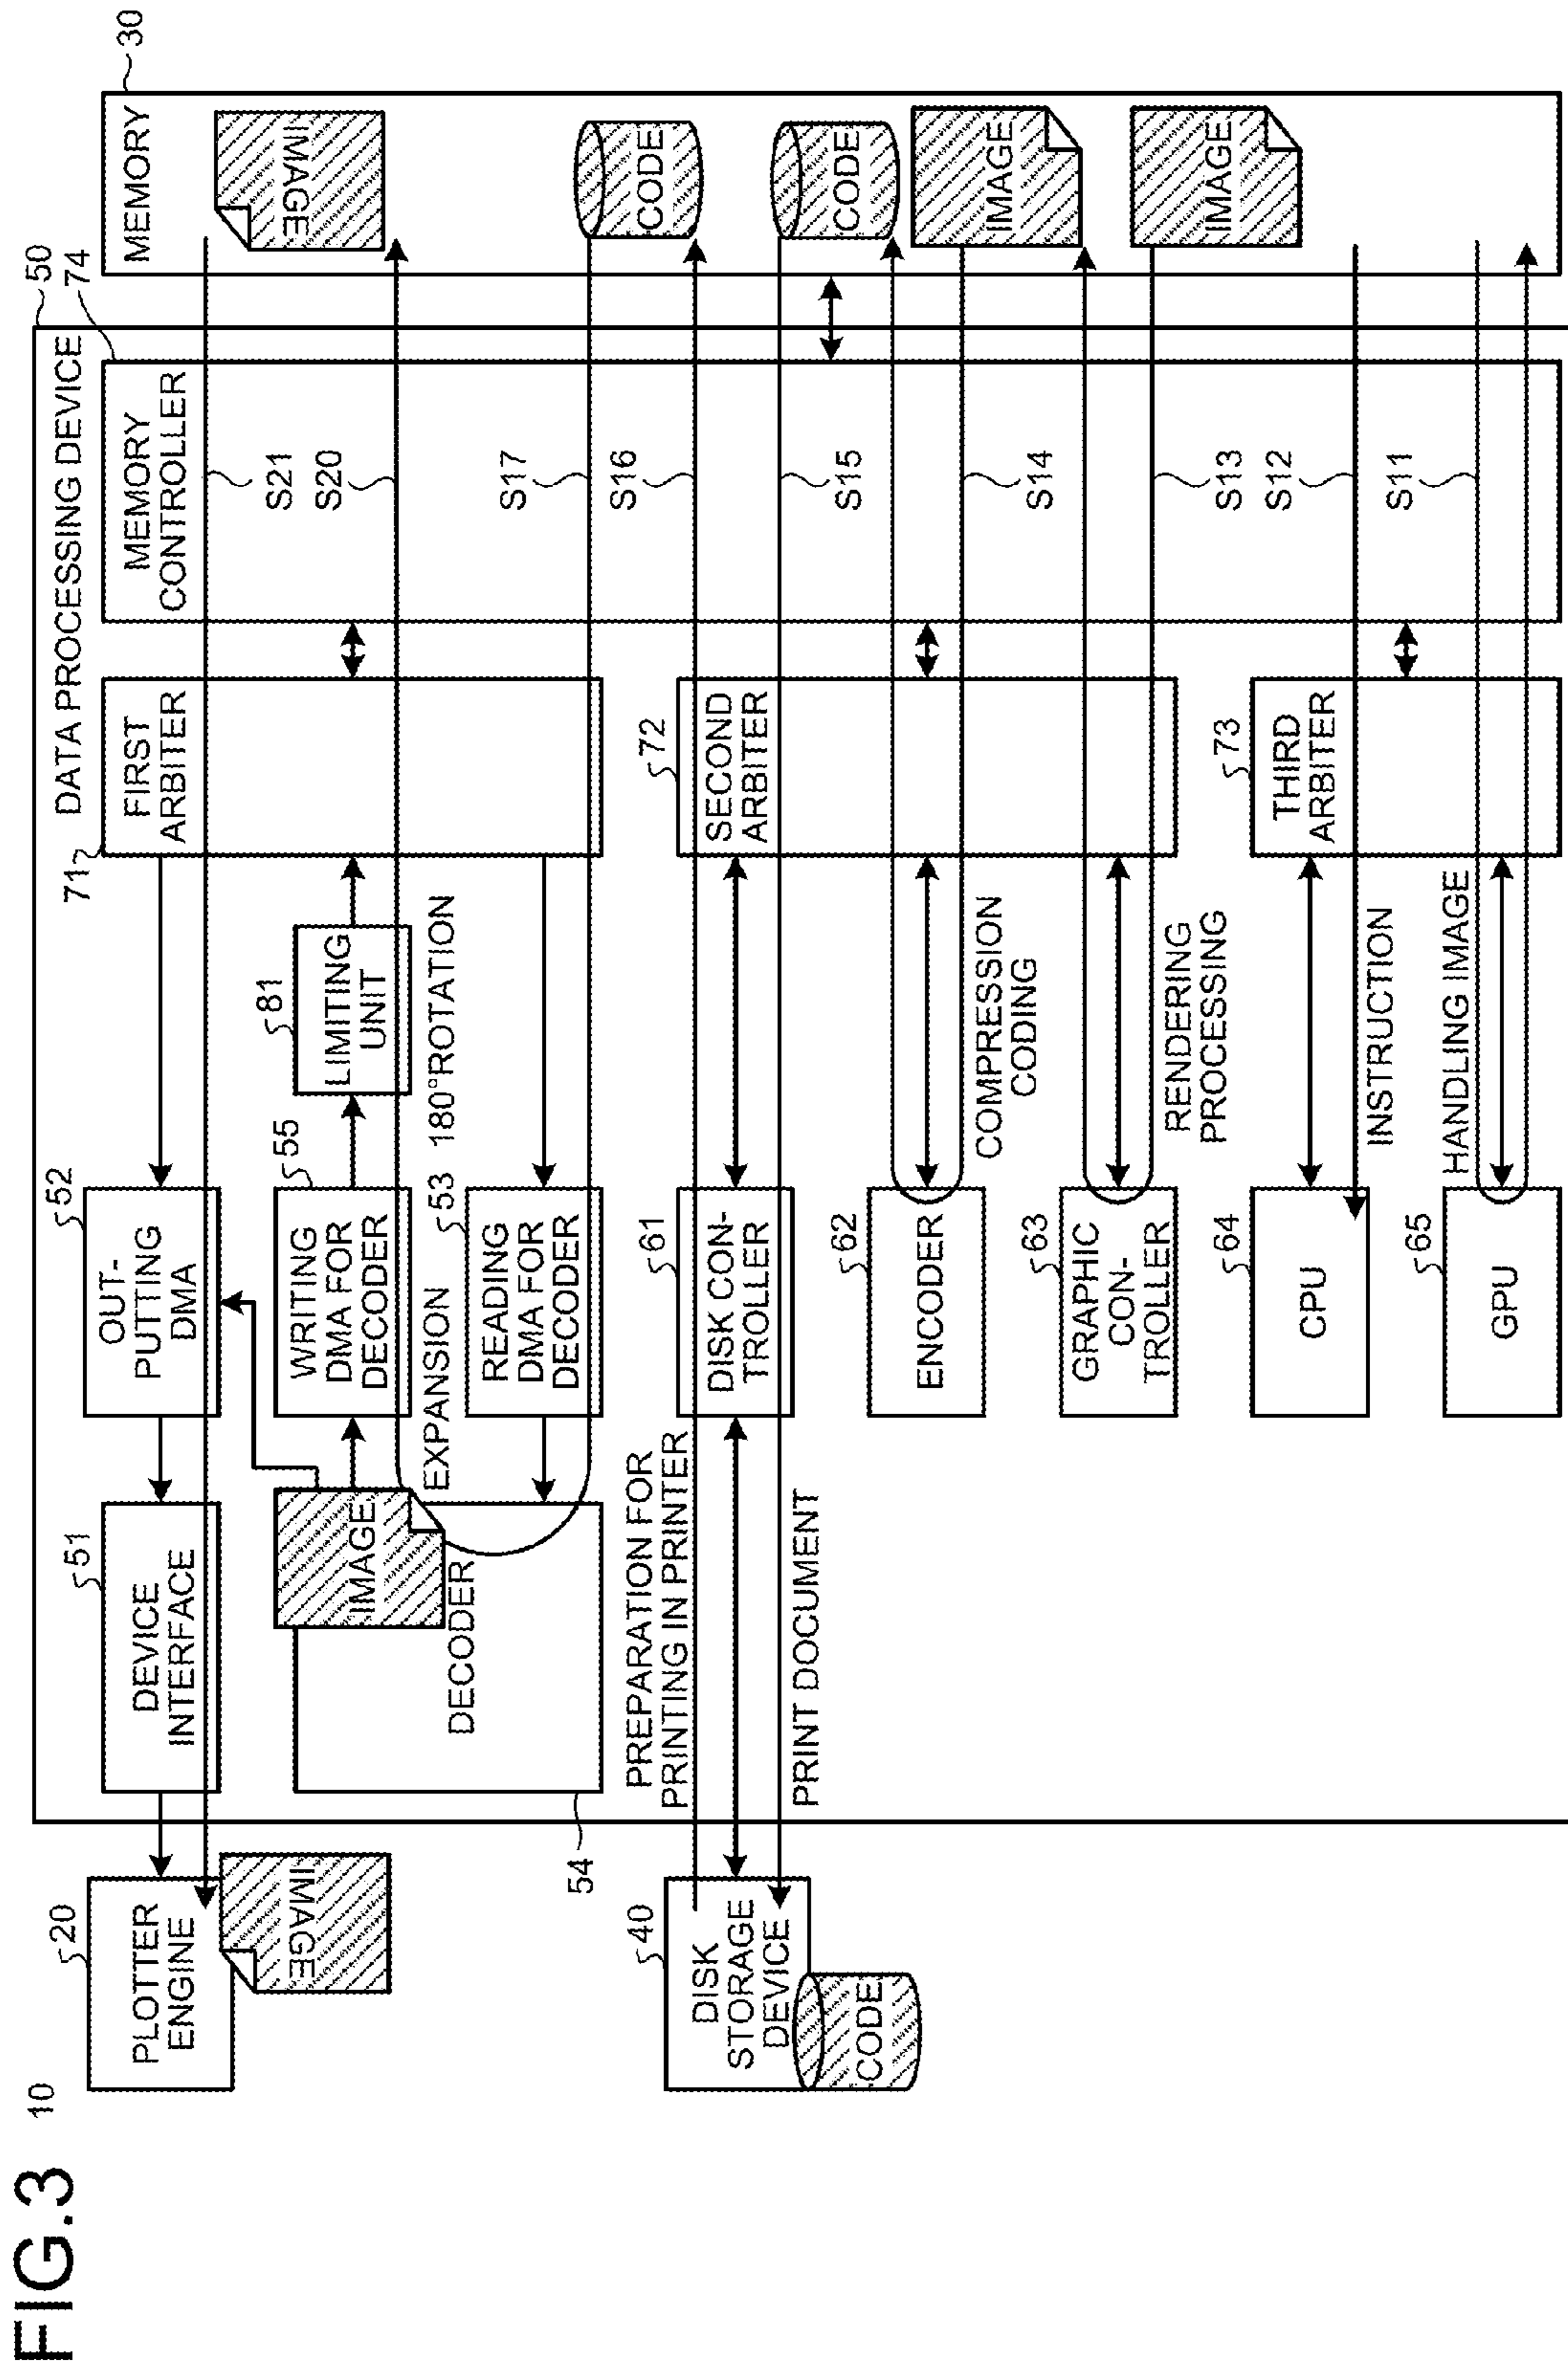 FIG.3
10
50
DATA PROCESSING DEVICE
20
PLOTTER
ENGINE
IMAGE
51
DEVICE
INTERFACE
52
OUT-
PUTTING
DMA
71
FIRST
ARBITER
74
MEMORY
CONTROLLER
30
MEMORY
IMAGE
S21
S20
IMAGE
DECODER
54
55
WRITING
DMA FOR
DECODER
81
LIMITING
UNIT
EXPANSION
180°ROTATION
53
READING
DMA FOR
DECODER
S17
S16
CODE
PREPARATION FOR
PRINTING IN PRINTER
40
DISK
STORAGE
DEVICE
CODE
61
DISK CON-
TROLLER
72
SECOND
ARBITER
PRINT DOCUMENT
S15
CODE
62
ENCODER
COMPRESSION
CODING
IMAGE
S14
63
GRAPHIC
CON-
TROLLER
RENDERING
PROCESSING
S13
IMAGE
64
CPU
73
THIRD
ARBITER
S12
INSTRUCTION
S11
65
GPU
HANDLING IMAGE